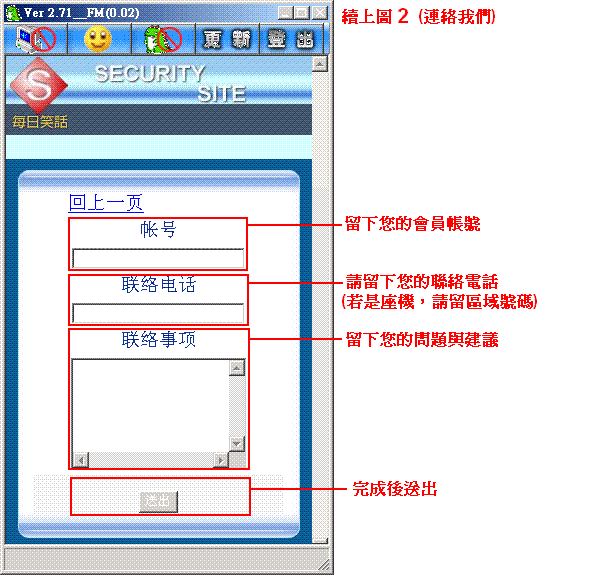 Ver 2.71__FM(0.02)
續上圖 2 (連絡我們)
更 新
登 出
S
SECURITY
SITE
每日笑話
回上一页
帐号
留下您的會員帳號
联络电话
請留下您的聯絡電話
(若是座機，請留區域號碼)
联络事项
留下您的問題與建議
送出
完成後送出